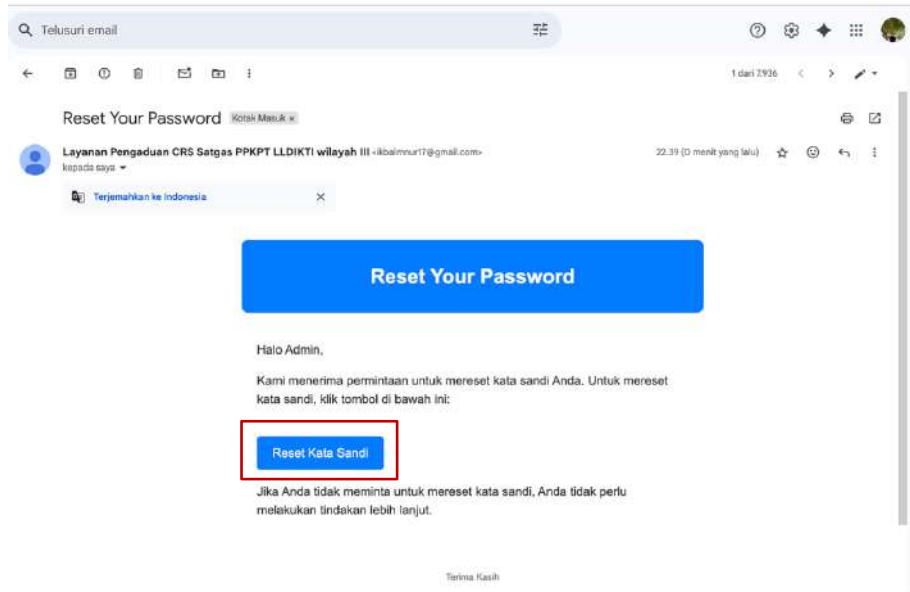 Telusuri email
1 dari 7.936
Reset Your Password Kotak Masuk ×
Layanan Pengaduan CRS Satgas PPKPT LLDIKTI wilayah III <ikbalmnur17@gmail.com>
22.39 (0 menit yang lalu)
kepada saya
Terjemahkan ke Indonesia ×
Reset Your Password
Halo Admin,
Kami menerima permintaan untuk mereset kata sandi Anda. Untuk mereset
kata sandi, klik tombol di bawah ini:
Reset Kata Sandi
Jika Anda tidak meminta untuk mereset kata sandi, Anda tidak perlu
melakukan tindakan lebih lanjut.
Terima Kasih